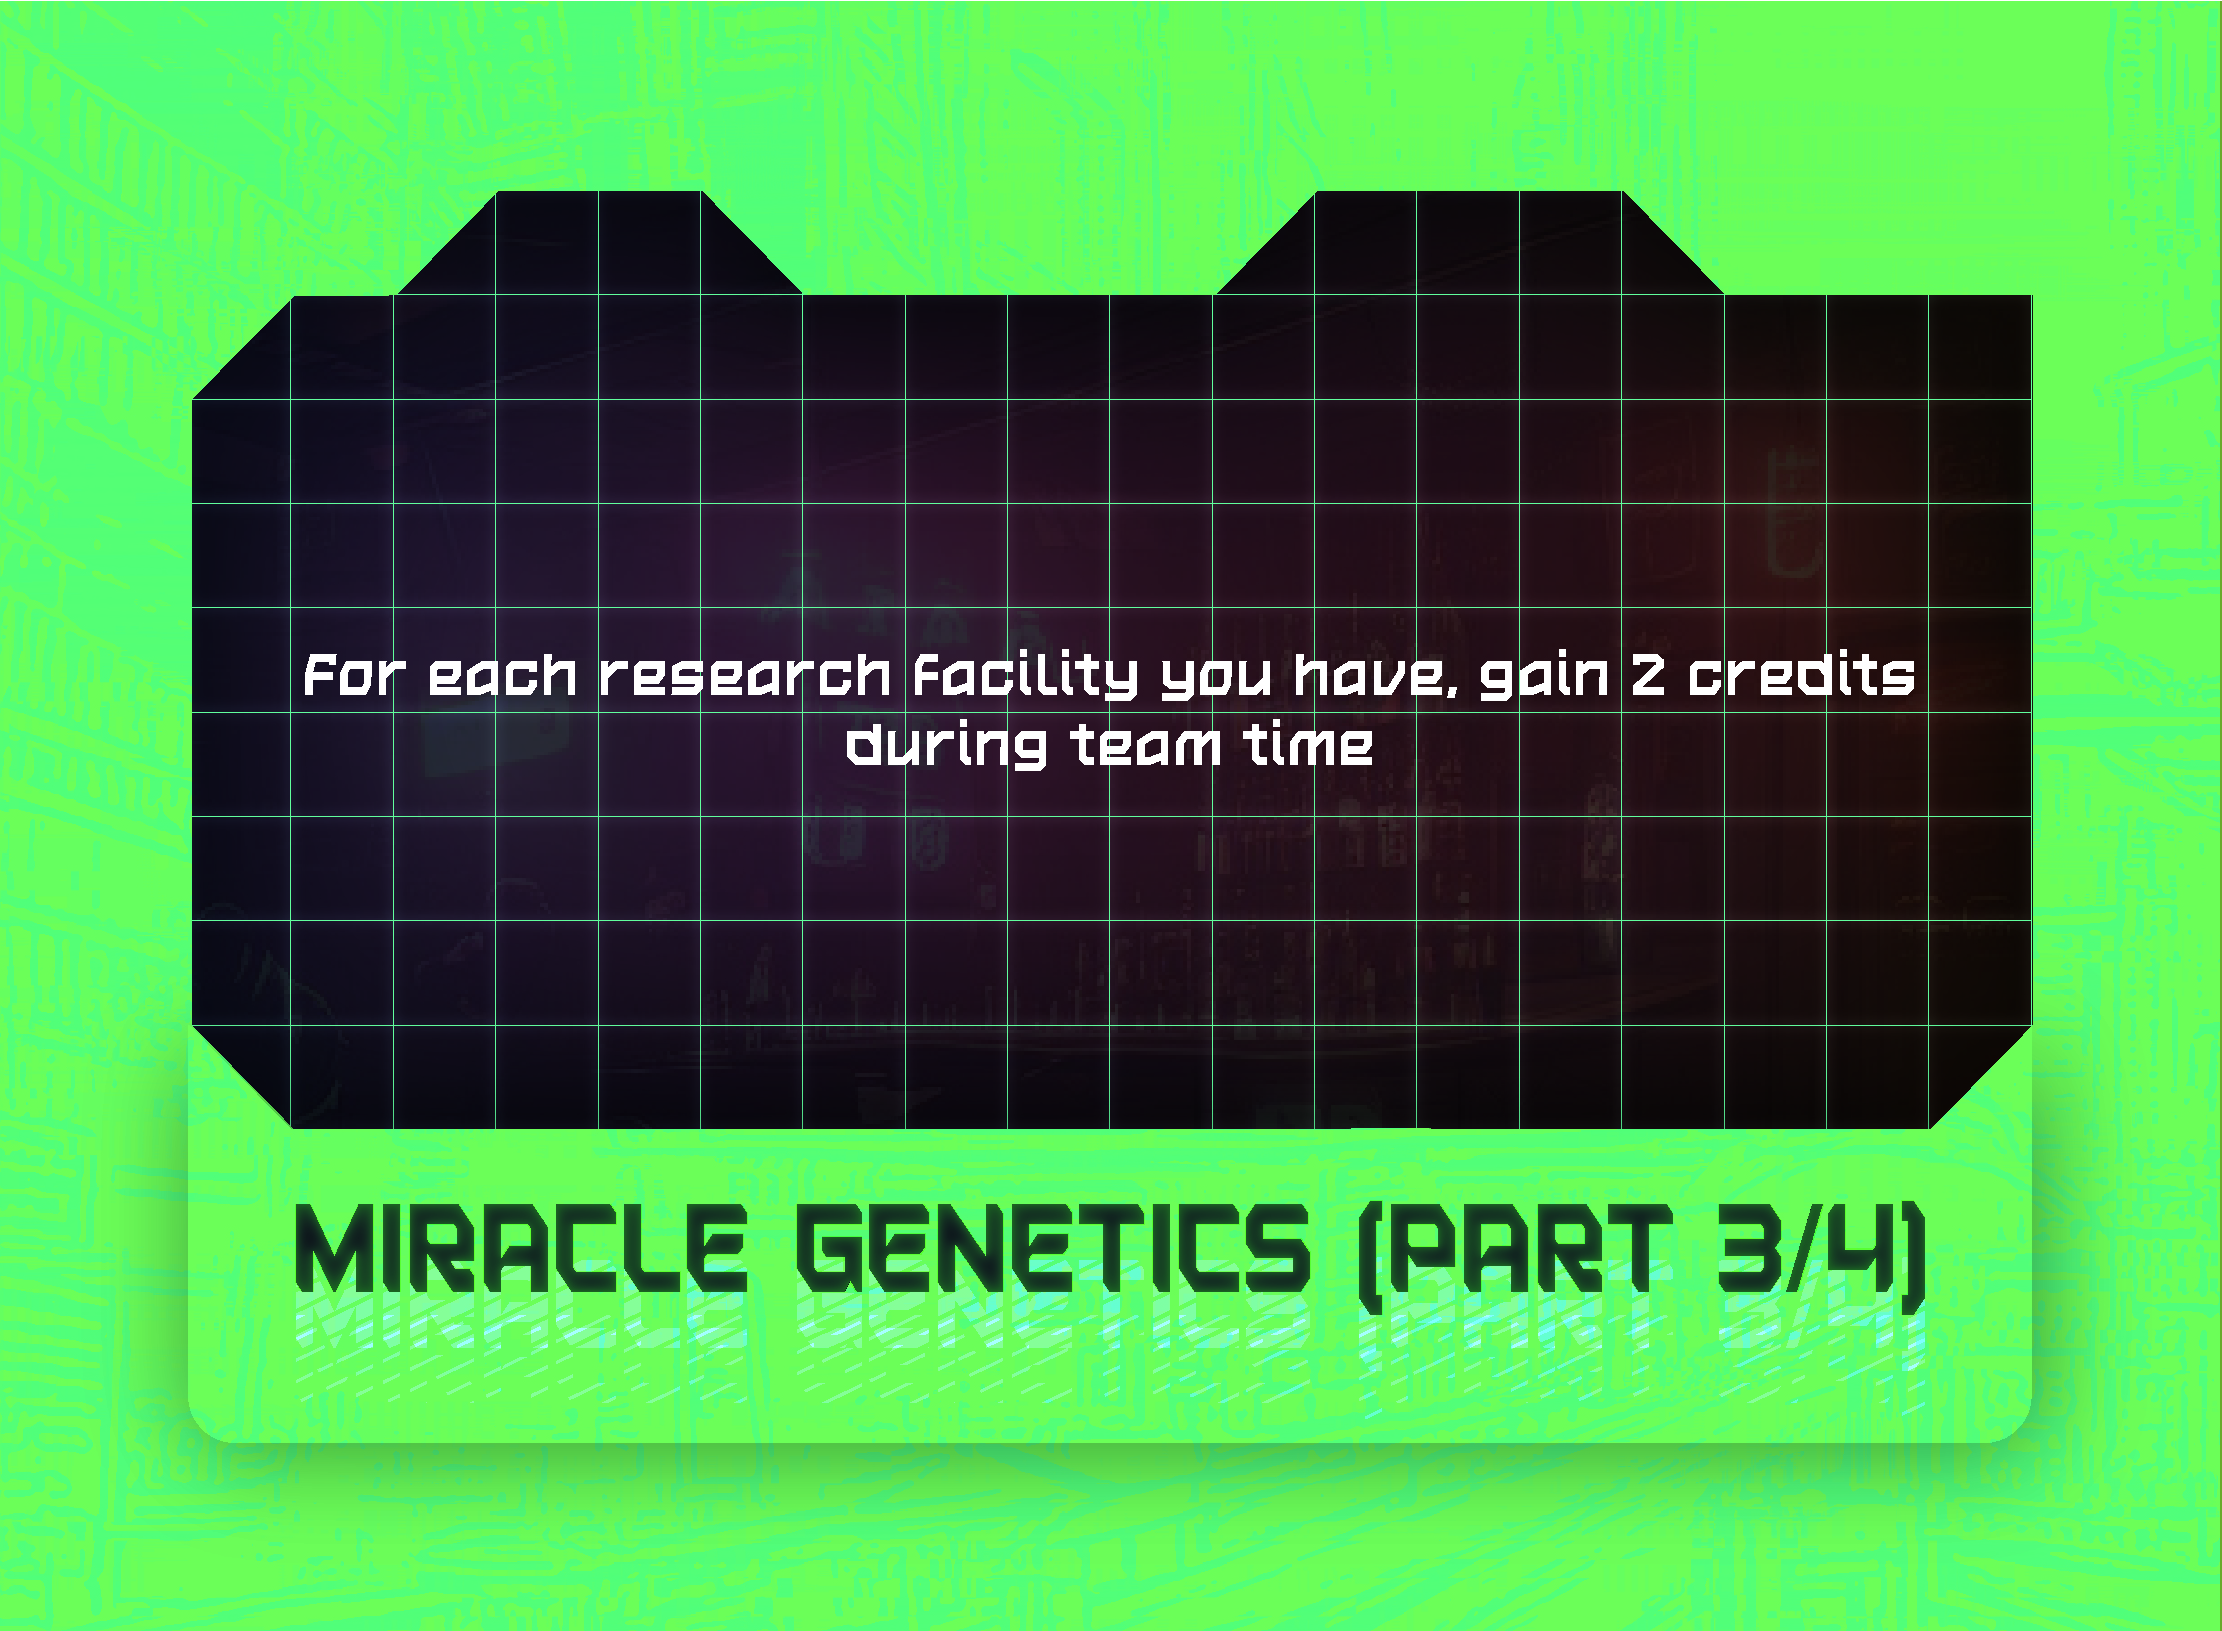 For each research facility you have, gain 2 credits
during team time
MIRACLE GENETICS (PART 3/4)